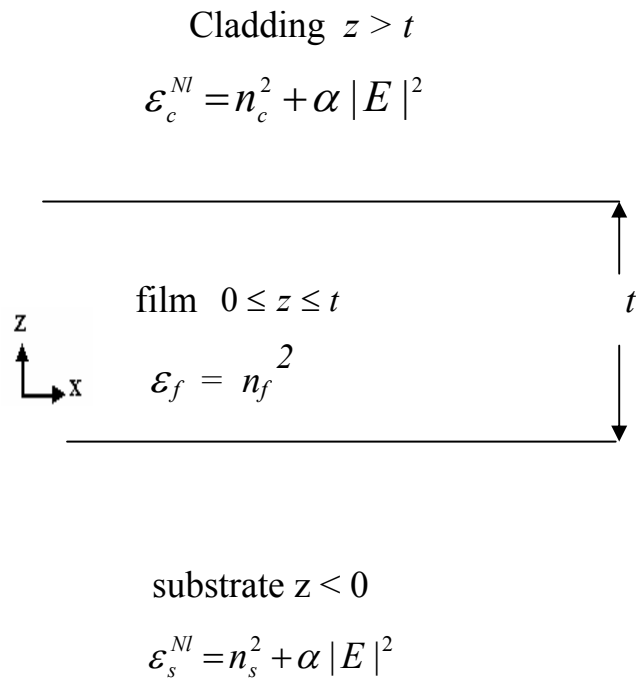 Cladding z > t
ε_c^{Nl} = n_c^2 + α | E |^2
film 0 ≤ z ≤ t
t
z
x
ε_f = n_f^2
substrate z < 0
ε_s^{Nl} = n_s^2 + α | E |^2